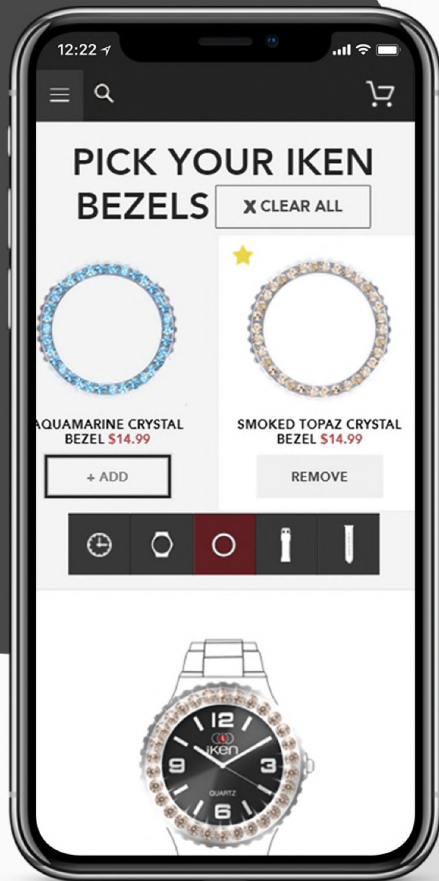 12:22
PICK YOUR IKEN
BEZELS X CLEAR ALL
AQUAMARINE CRYSTAL
BEZEL $14.99
+ ADD
SMOKED TOPAZ CRYSTAL
BEZEL $14.99
REMOVE
12
iKen
9 3
QUARTZ
6